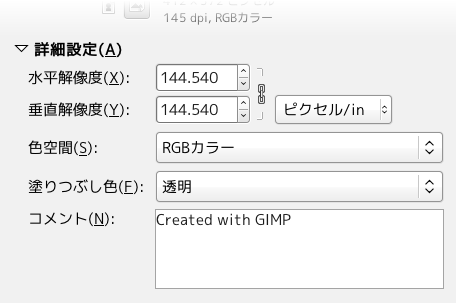 145 dpi, RGBカラー
詳細設定(A)
水平解像度(X): 144.540
垂直解像度(Y): 144.540 ピクセル/in
色空間(S): RGBカラー
塗りつぶし色(F): 透明
コメント(N): Created with GIMP